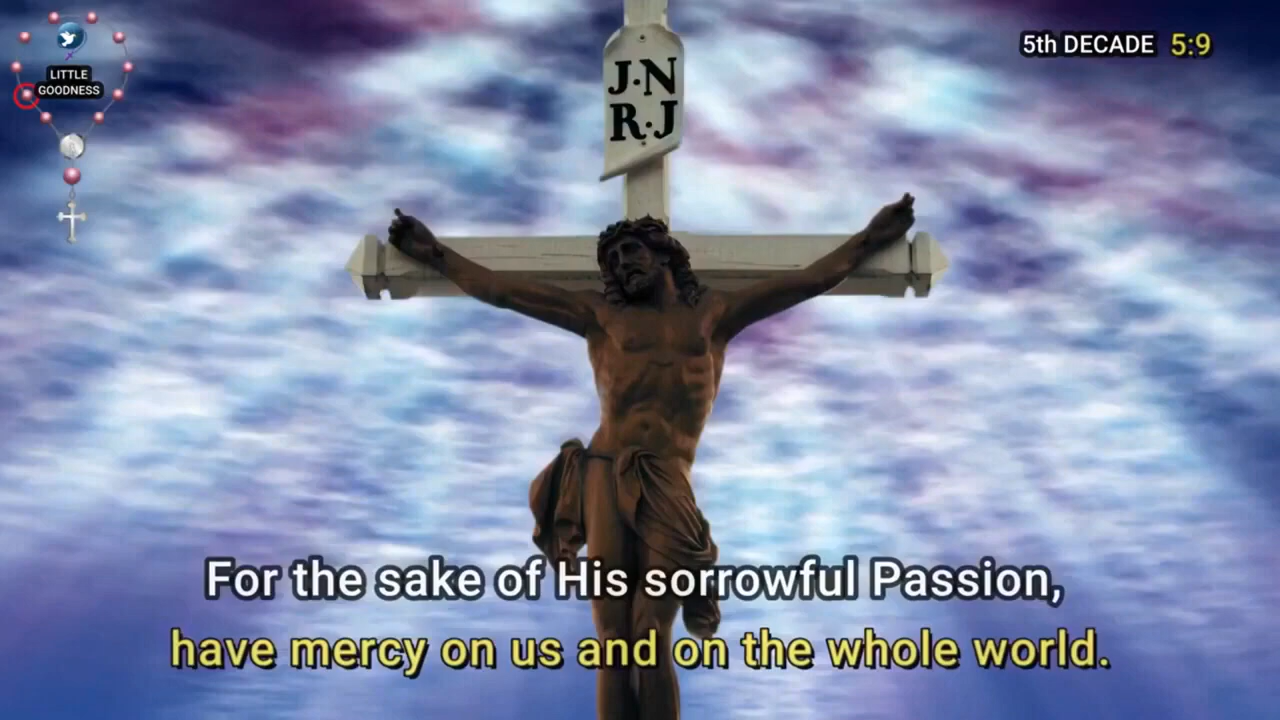 LITTLE
GOODNESS
5th DECADE 5:9
J·N
R·J
For the sake of His sorrowful Passion,
have mercy on us and on the whole world.